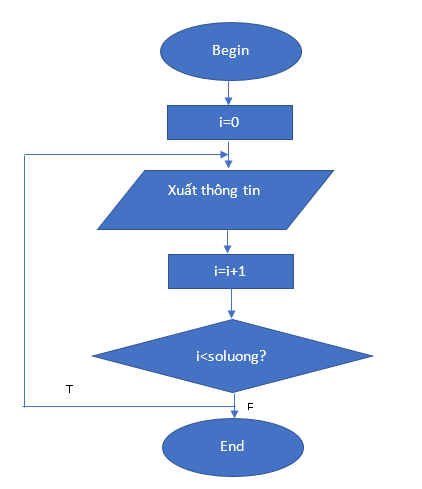 Begin
i=0
Xuất thông tin
i=i+1
i<soluong?
T
F
End